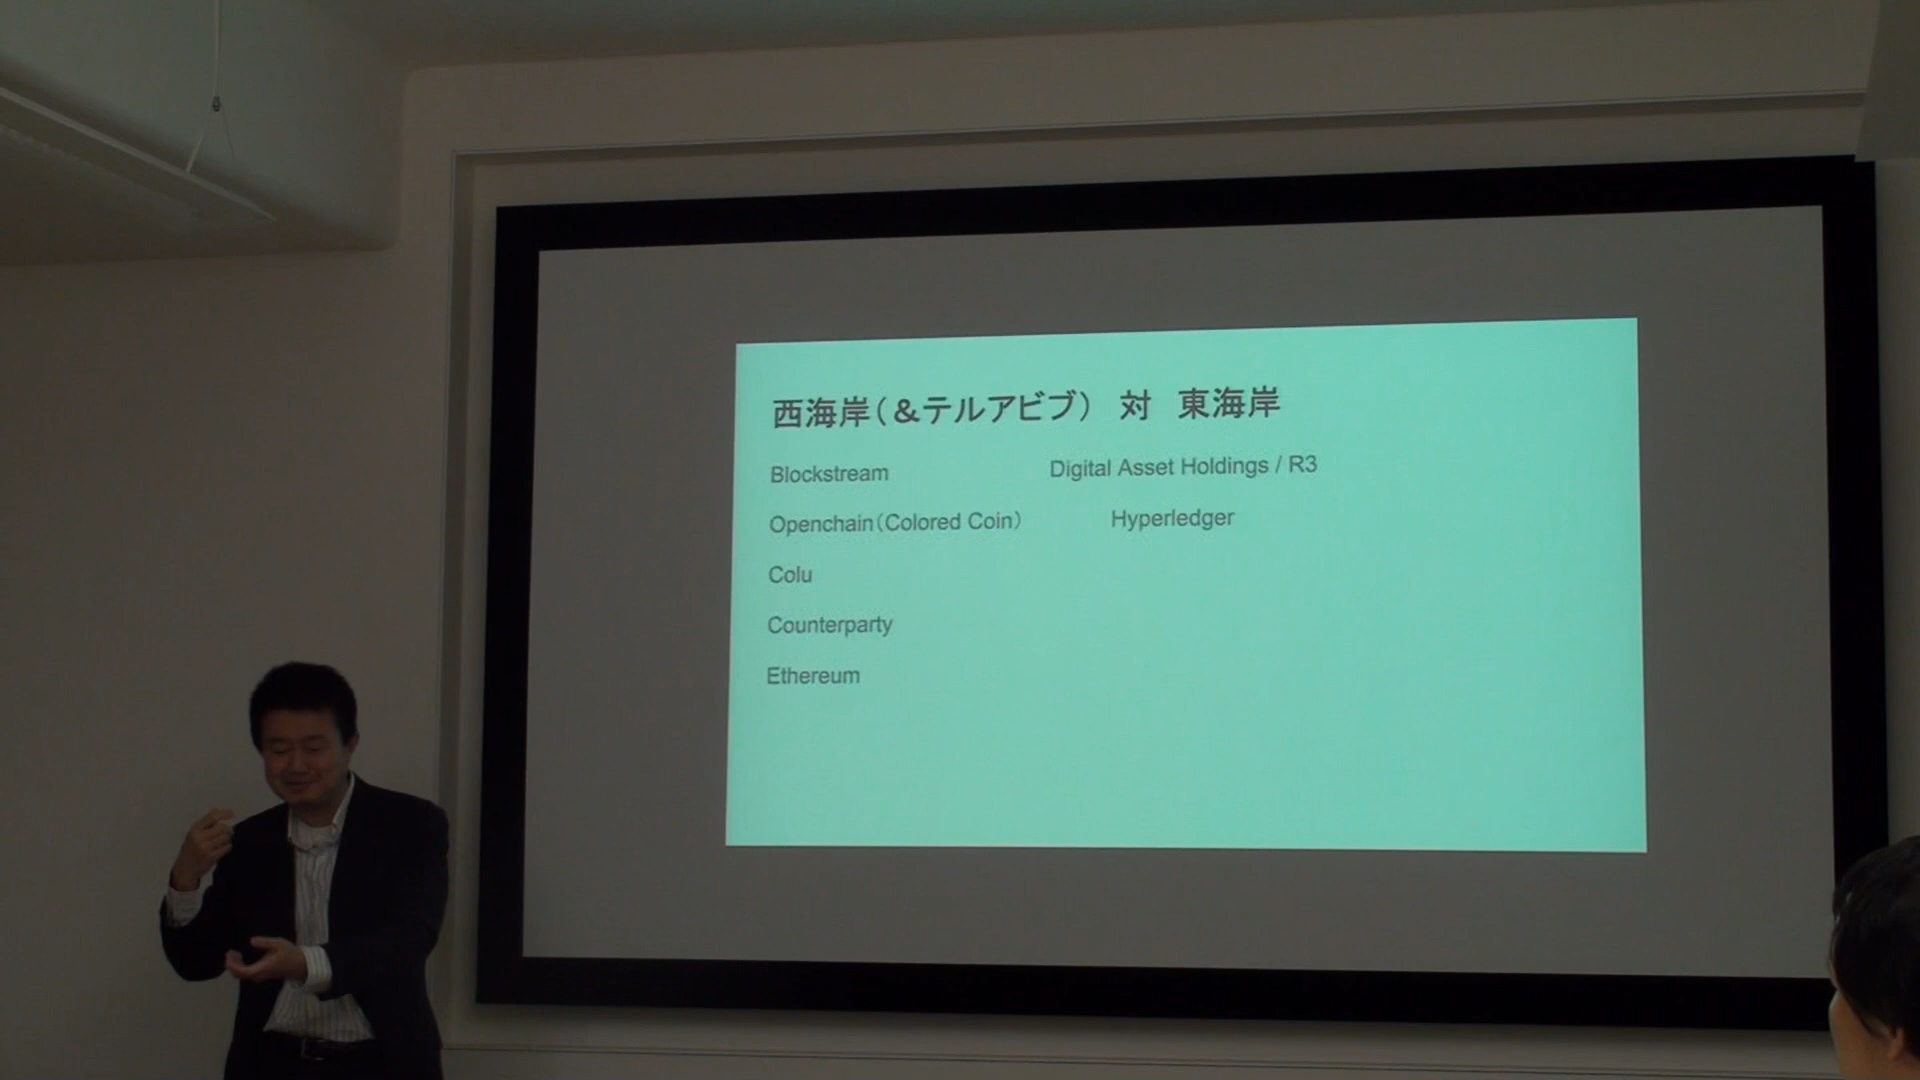 西海岸（＆テルアビブ）　対　東海岸
Blockstream Digital Asset Holdings / R3
Openchain（Colored Coin） Hyperledger
Colu
Counterparty
Ethereum